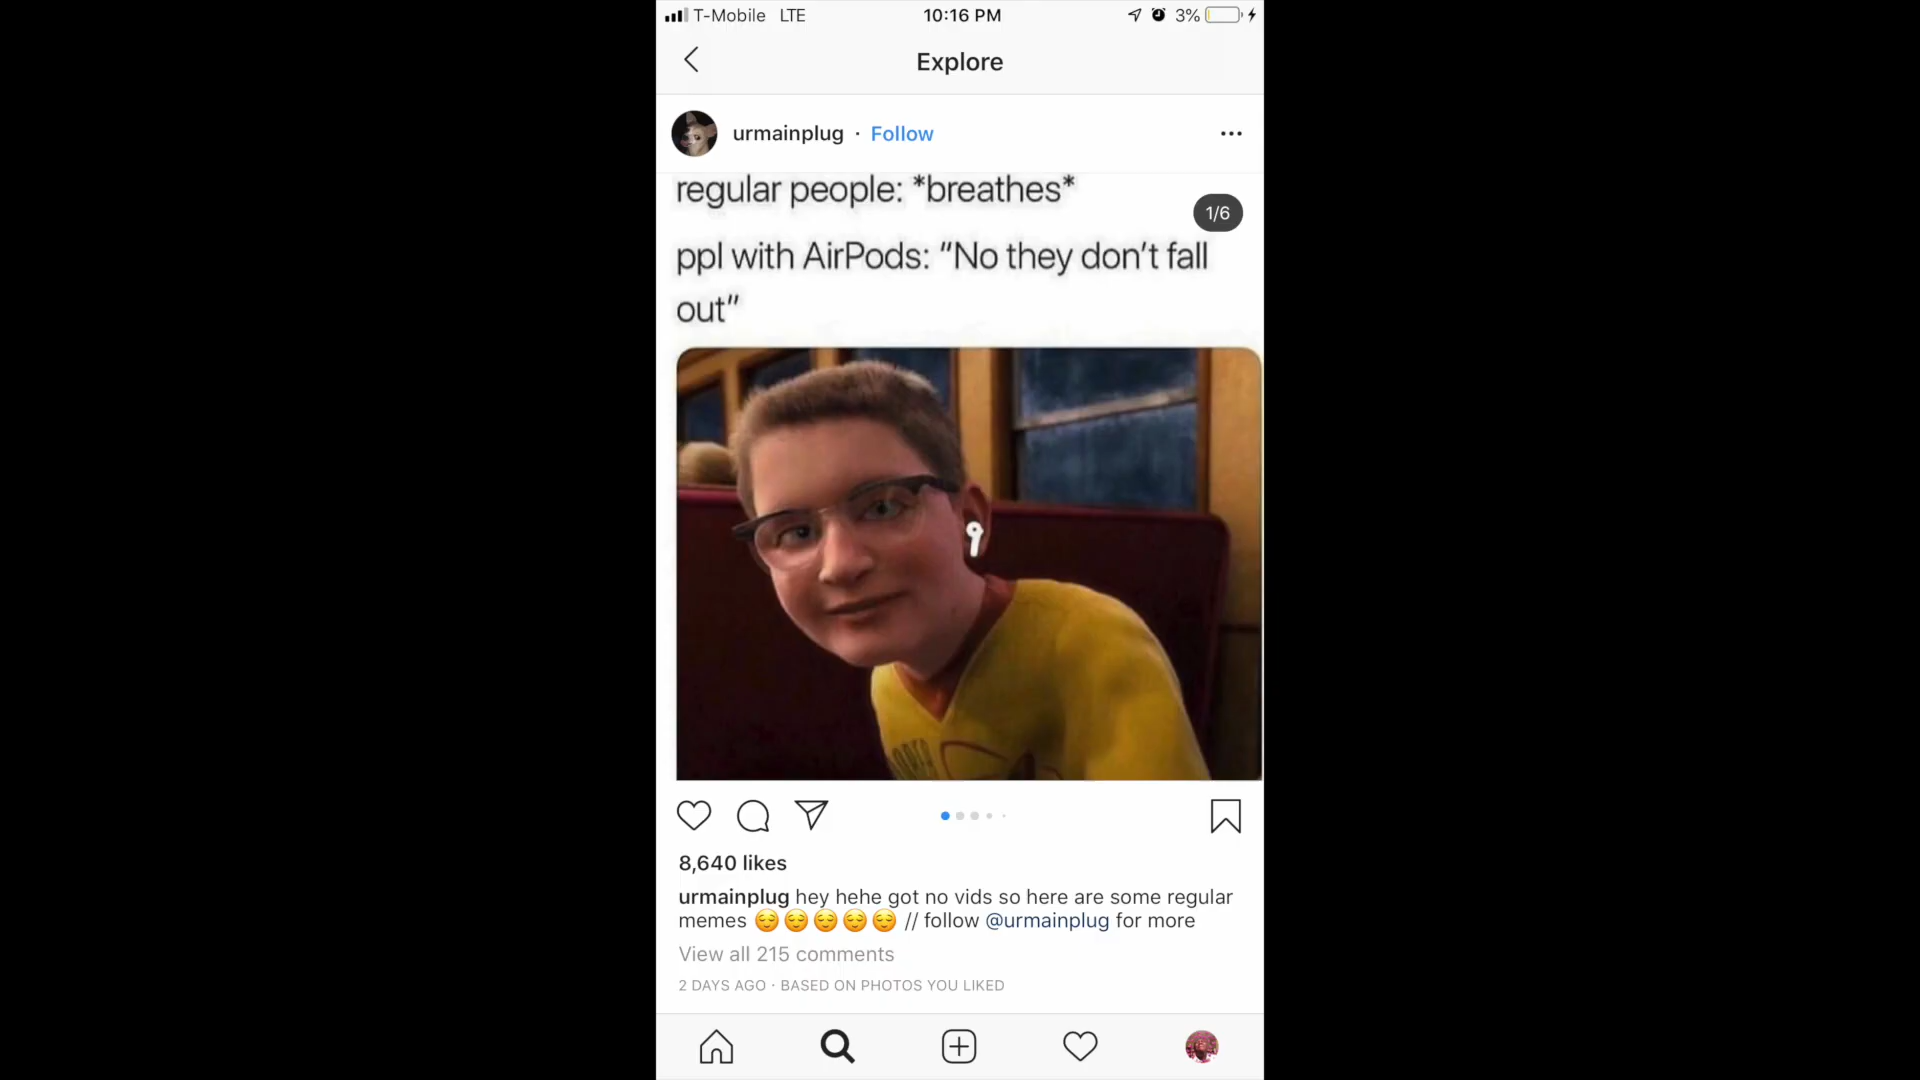 T-Mobile LTE 10:16 PM 3%
Explore
urmainplug · Follow
regular people: *breathes*
1/6
ppl with AirPods: “No they don’t fall
out”
8,640 likes
urmainplug hey hehe got no vids so here are some regular
memes 😌😌😌😌😌 // follow @urmainplug for more
View all 215 comments
2 DAYS AGO · BASED ON PHOTOS YOU LIKED